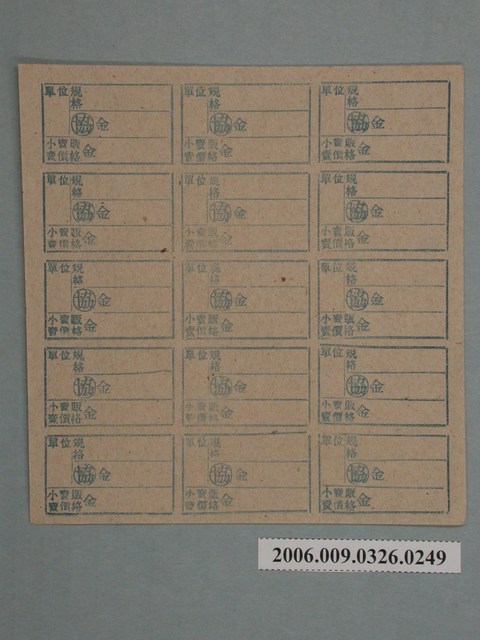 單位規 單位規 單位規
格 格 格
協金 協金 協金
小賣販 小賣販 小賣販
賣價格金 賣價格金 賣價格金
單位規 單位規 單位規
格 格 格
協金 協金 協金
小賣販 小賣販 小賣販
賣價格金 賣價格金 賣價格金
單位規 單位規 單位規
格 格 格
協金 協金 協金
小賣販 小賣販 小賣販
賣價格金 賣價格金 賣價格金
單位規 單位規 單位規
格 格 格
協金 協金 協金
小賣販 小賣販 小賣販
賣價格金 賣價格金 賣價格金
單位規 單位規 單位規
格 格 格
協金 協金 協金
小賣販 小賣販 小賣販
賣價格金 賣價格金 賣價格金
2006.009.0326.0249